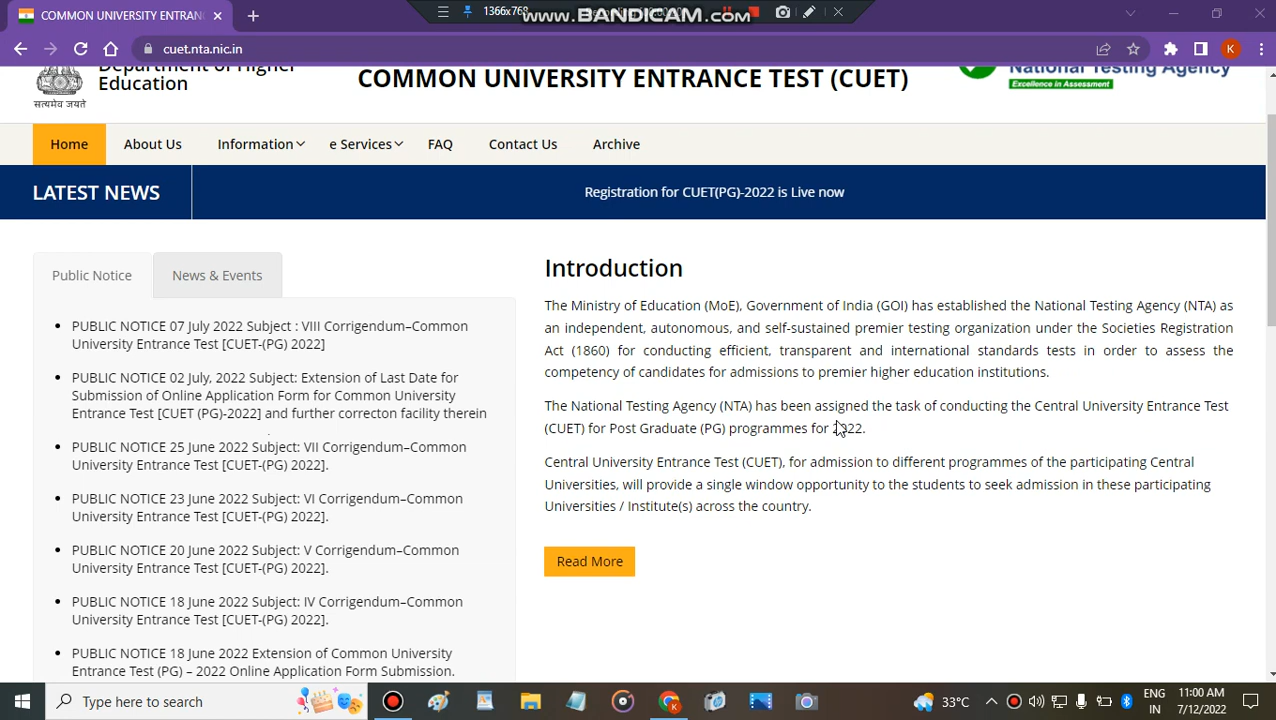 COMMON UNIVERSITY ENTRAN
1366x768
www.BANDICAM.com
cuet.nta.nic.in
K
Department of Higher
Education
सत्यमेव जयते
COMMON UNIVERSITY ENTRANCE TEST (CUET)
National Testing Agency
Excellence in Assessment
Home
About Us
Information
e Services
FAQ
Contact Us
Archive
LATEST NEWS
Registration for CUET(PG)-2022 is Live now
Public Notice
News & Events
PUBLIC NOTICE 07 July 2022 Subject : VIII Corrigendum–Common
University Entrance Test [CUET-(PG) 2022]
PUBLIC NOTICE 02 July, 2022 Subject: Extension of Last Date for
Submission of Online Application Form for Common University
Entrance Test [CUET (PG)-2022] and further correcton facility therein
PUBLIC NOTICE 25 June 2022 Subject: VII Corrigendum–Common
University Entrance Test [CUET-(PG) 2022].
PUBLIC NOTICE 23 June 2022 Subject: VI Corrigendum–Common
University Entrance Test [CUET-(PG) 2022].
PUBLIC NOTICE 20 June 2022 Subject: V Corrigendum–Common
University Entrance Test [CUET-(PG) 2022].
PUBLIC NOTICE 18 June 2022 Subject: IV Corrigendum–Common
University Entrance Test [CUET-(PG) 2022].
PUBLIC NOTICE 18 June 2022 Extension of Common University
Entrance Test (PG) – 2022 Online Application Form Submission.
Introduction
The Ministry of Education (MoE), Government of India (GOI) has established the National Testing Agency (NTA) as
an independent, autonomous, and self-sustained premier testing organization under the Societies Registration
Act (1860) for conducting efficient, transparent and international standards tests in order to assess the
competency of candidates for admissions to premier higher education institutions.
The National Testing Agency (NTA) has been assigned the task of conducting the Central University Entrance Test
(CUET) for Post Graduate (PG) programmes for 2022.
Central University Entrance Test (CUET), for admission to different programmes of the participating Central
Universities, will provide a single window opportunity to the students to seek admission in these participating
Universities / Institute(s) across the country.
Read More
Type here to search
33°C
ENG
IN
11:00 AM
7/12/2022